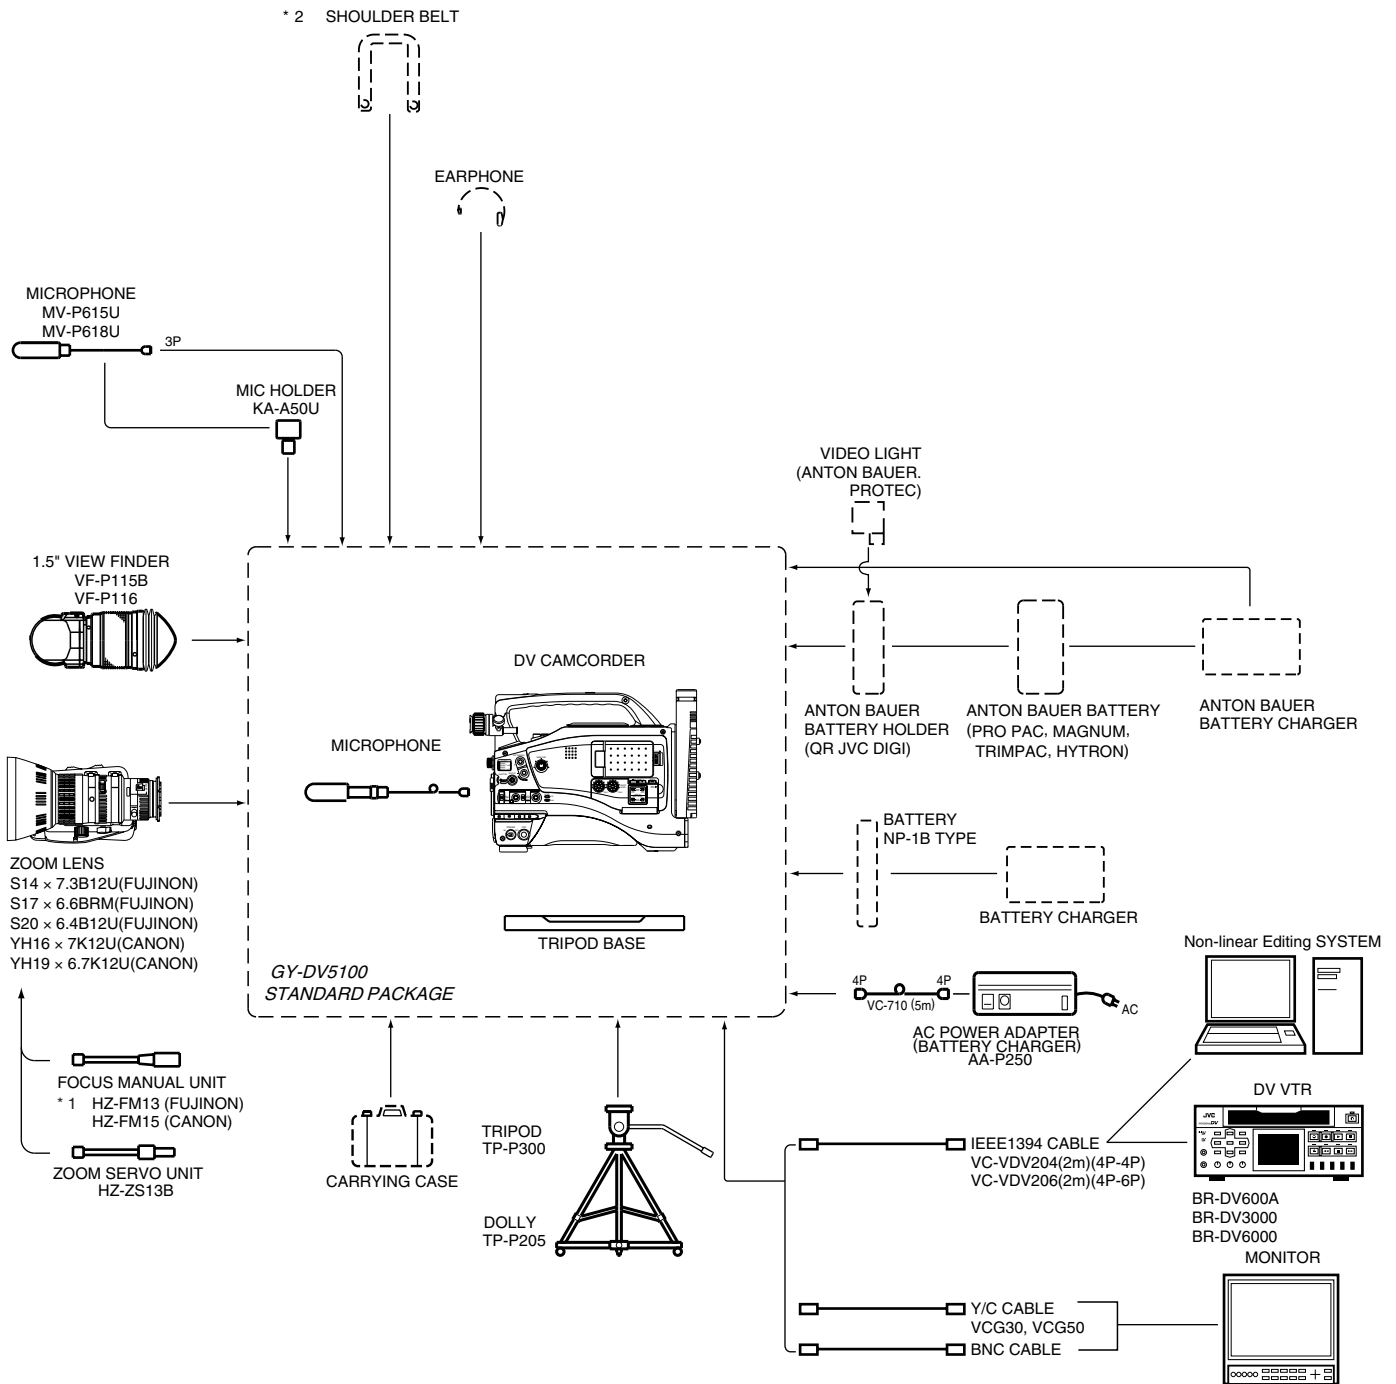 * 2 SHOULDER BELT
EARPHONE
MICROPHONE
MV-P615U
MV-P618U
3P
MIC HOLDER
KA-A50U
VIDEO LIGHT
(ANTON BAUER.
PROTEC)
1.5" VIEW FINDER
VF-P115B
VF-P116
DV CAMCORDER
MICROPHONE
ANTON BAUER
BATTERY HOLDER
(QR JVC DIGI)
ANTON BAUER BATTERY
(PRO PAC, MAGNUM,
TRIMPAC, HYTRON)
ANTON BAUER
BATTERY CHARGER
BATTERY
NP-1B TYPE
BATTERY CHARGER
ZOOM LENS
S14 × 7.3B12U(FUJINON)
S17 × 6.6BRM(FUJINON)
S20 × 6.4B12U(FUJINON)
YH16 × 7K12U(CANON)
YH19 × 6.7K12U(CANON)
TRIPOD BASE
GY-DV5100
STANDARD PACKAGE
4P
4P
VC-710 (5m)
AC
AC POWER ADAPTER
(BATTERY CHARGER)
AA-P250
Non-linear Editing SYSTEM
FOCUS MANUAL UNIT
* 1 HZ-FM13 (FUJINON)
HZ-FM15 (CANON)
ZOOM SERVO UNIT
HZ-ZS13B
CARRYING CASE
TRIPOD
TP-P300
DOLLY
TP-P205
IEEE1394 CABLE
VC-VDV204(2m)(4P-4P)
VC-VDV206(2m)(4P-6P)
DV VTR
JVC
DV
BR-DV600A
BR-DV3000
BR-DV6000
MONITOR
Y/C CABLE
VCG30, VCG50
BNC CABLE